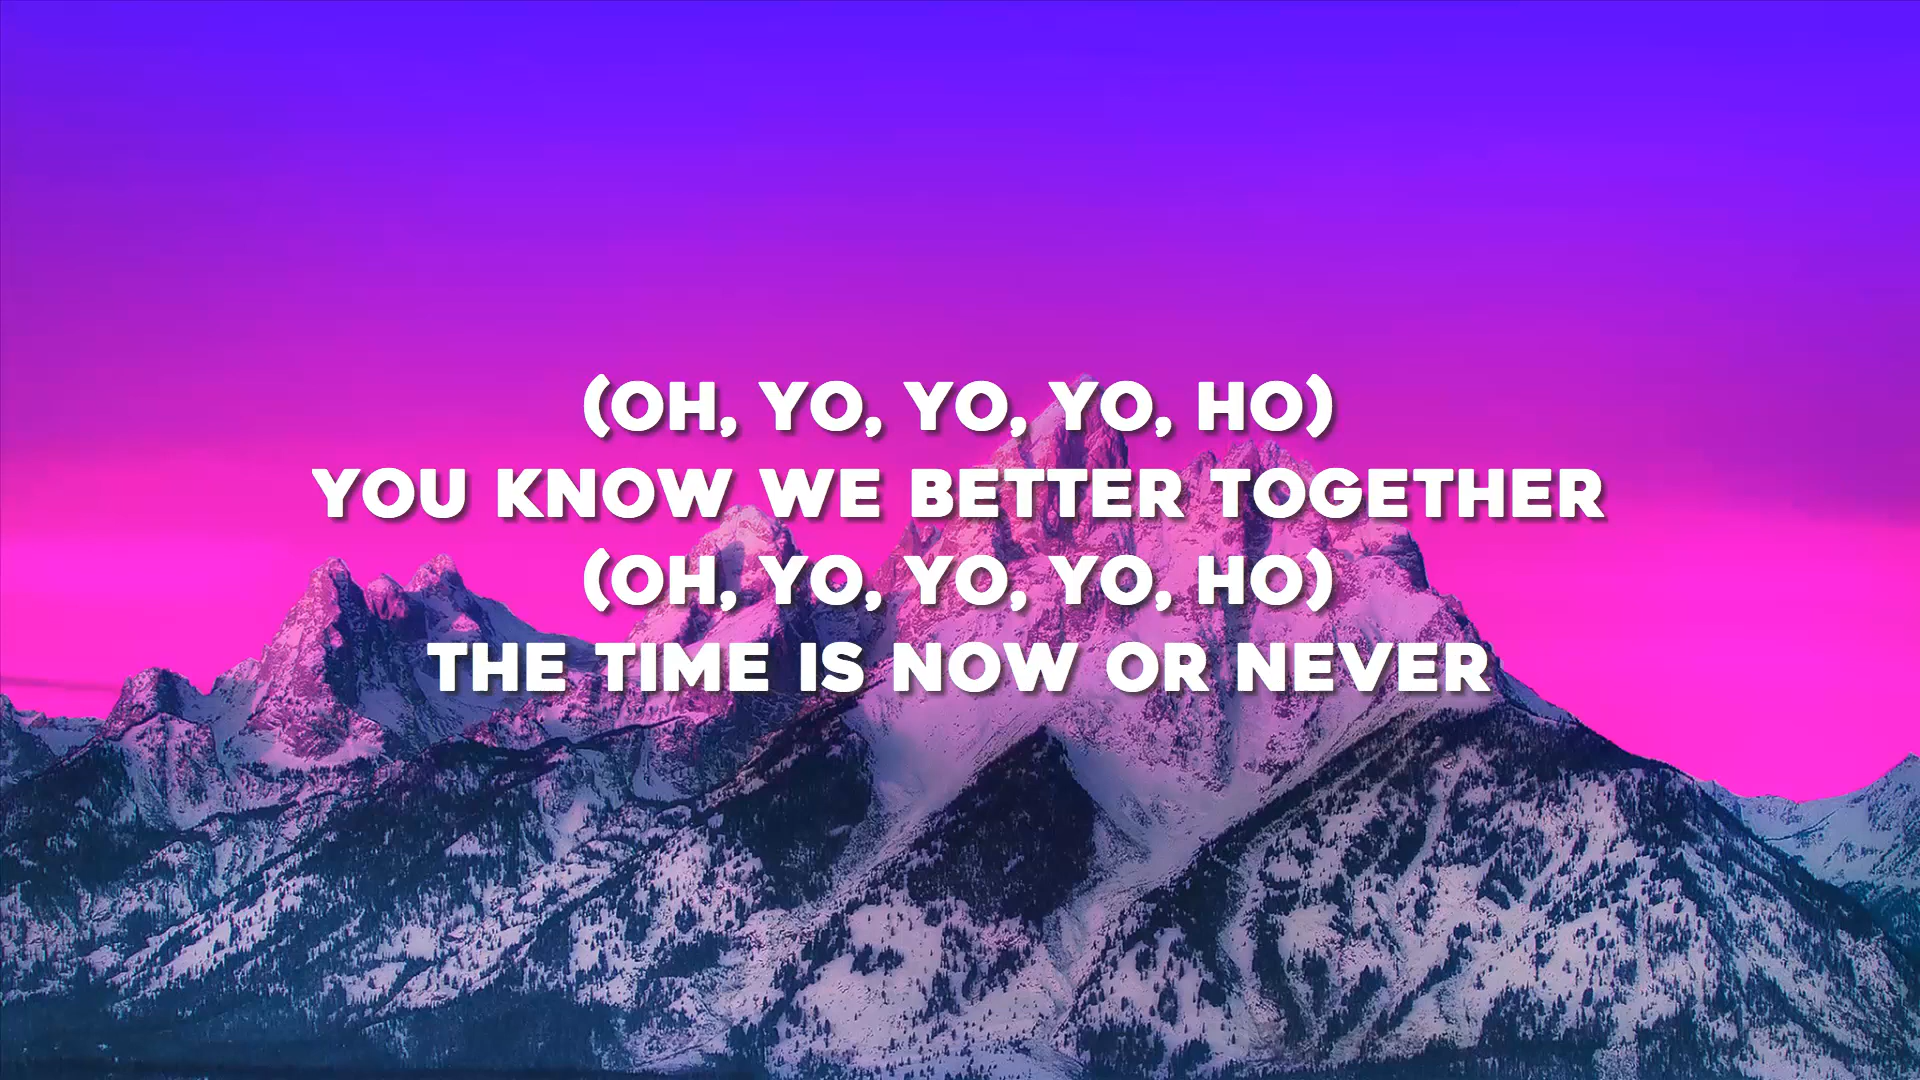 (OH, YO, YO, YO, HO)
YOU KNOW WE BETTER TOGETHER
(OH, YO, YO, YO, HO)
THE TIME IS NOW OR NEVER